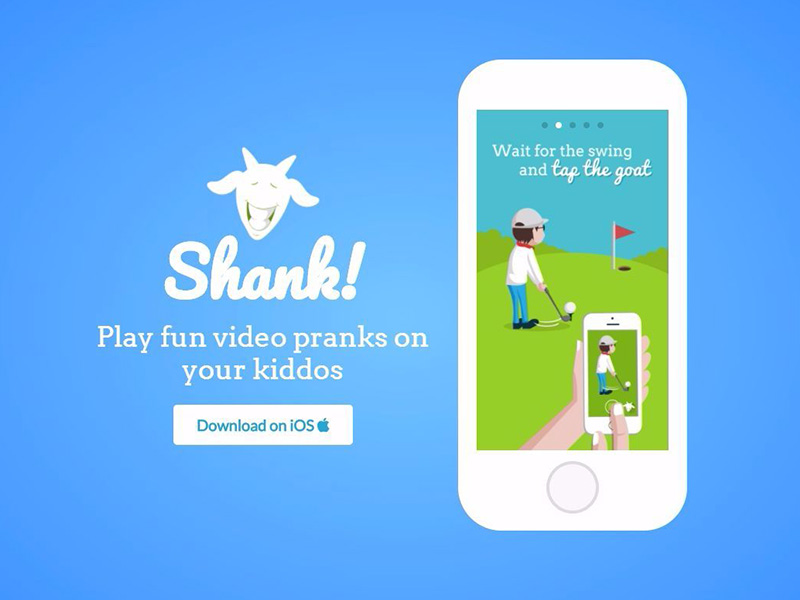 Shank!
Play fun video pranks on
your kiddos
Download on iOS
Wait for the swing
and tap the goat